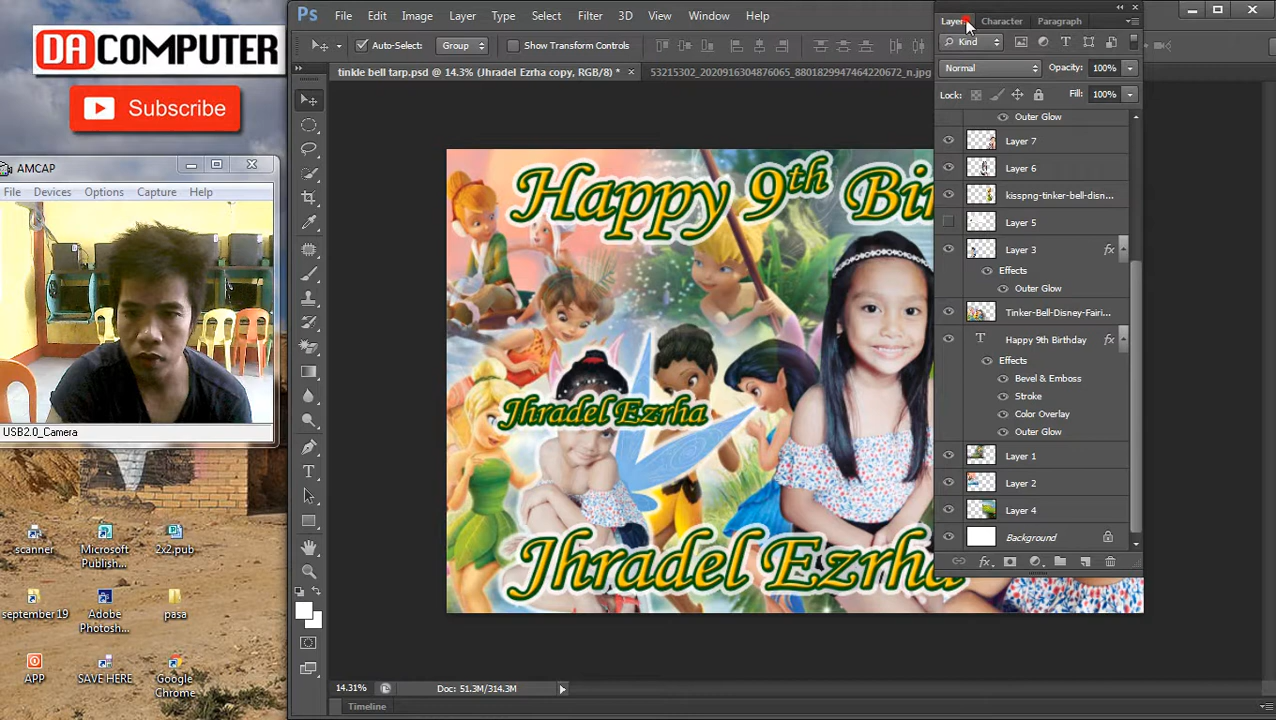 DACOMPUTER
Subscribe
AMCAP
File Devices Options Capture Help
USB2.0_Camera
scanner
Microsoft Publish...
2x2.pub
september 19
Adobe Photosh...
pasa
APP
SAVE HERE
Google Chrome
Ps File Edit Image Layer Type Select Filter 3D View Window Help
Auto-Select: Group Show Transform Controls
tinkle bell tarp.psd @ 14.3% (Jhradel Ezrha copy, RGB/8) * ×
53215302_2020916304876065_8801829947464220672_n.jpg
Happy 9th Bir
Jhradel Ezrha
Jhradel Ezrha
14.31% Doc: 51.3M/314.3M
Timeline
Layers Character Paragraph
Kind
Normal Opacity: 100%
Lock: Fill: 100%
Outer Glow
Layer 7
Layer 6
kisspng-tinker-bell-disn...
Layer 5
Layer 3 fx
Effects
Outer Glow
Tinker-Bell-Disney-Fairi...
T Happy 9th Birthday fx
Effects
Bevel & Emboss
Stroke
Color Overlay
Outer Glow
Layer 1
Layer 2
Layer 4
Background
fx